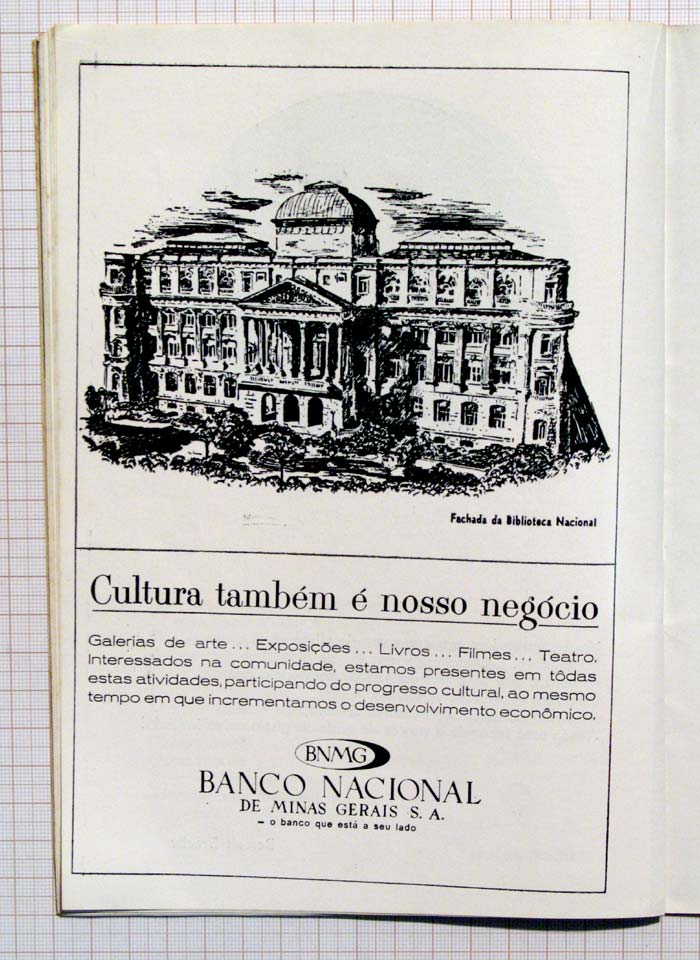 Fachada da Biblioteca Nacional
Cultura também é nosso negócio
Galerias de arte... Exposições... Livros... Filmes... Teatro.
Interessados na comunidade, estamos presentes em tôdas
estas atividades, participando do progresso cultural, ao mesmo
tempo em que incrementamos o desenvolvimento econômico.
BNMG
BANCO NACIONAL
DE MINAS GERAIS S. A.
– o banco que está a seu lado